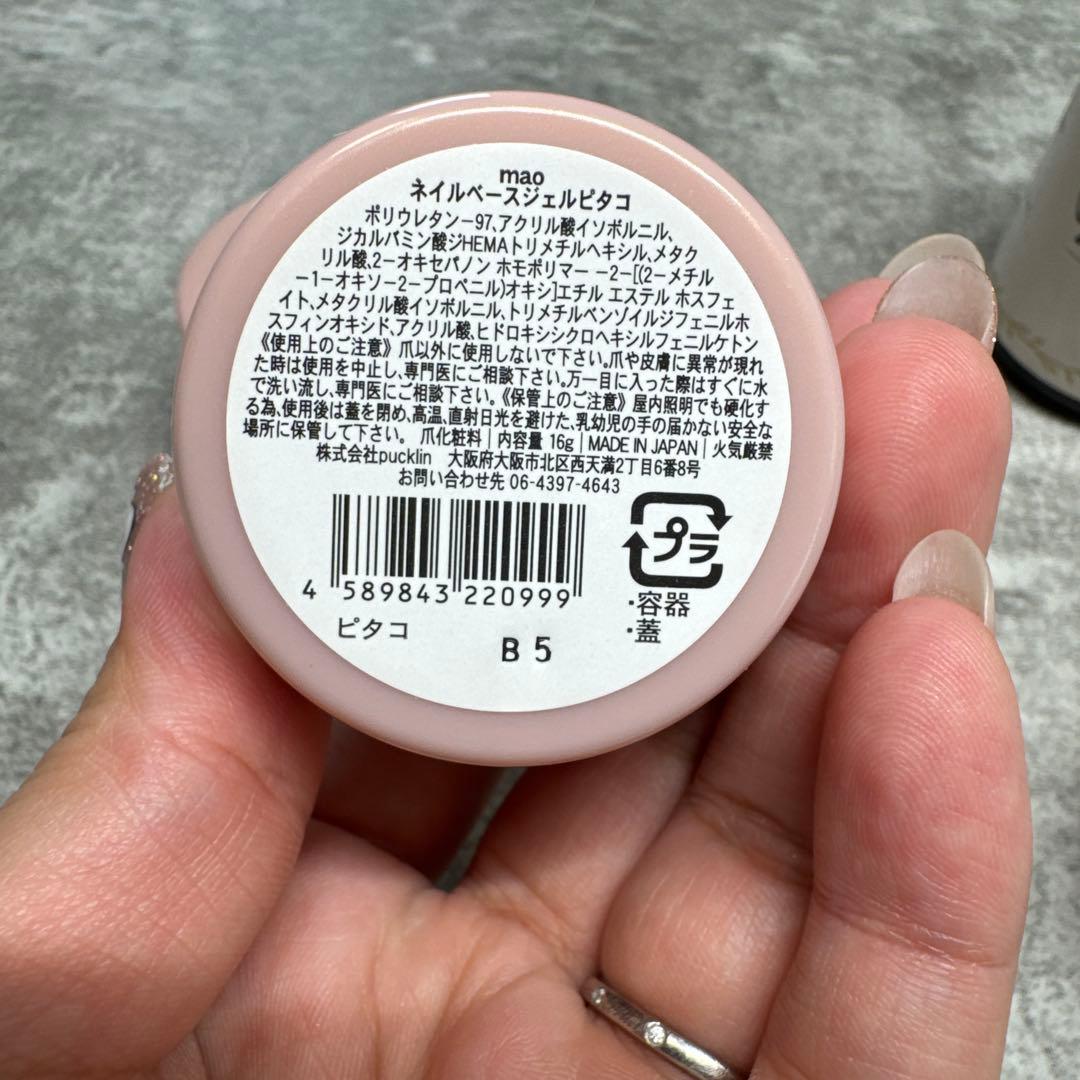 mao
ネイルベースジェルピタコ
ポリウレタン－97、アクリル酸イソボルニル、
ジカルバミン酸ジHEMAトリメチルヘキシル、メタク
リル酸、2－オキセパノン ホモポリマー －2－[(2－メチル
－1－オキソ－2－プロペニル)オキシ]エチル エステル ホスフェ
イト、メタクリル酸イソボルニル、トリメチルベンゾイルジフェニルホ
スフィンオキシド、アクリル酸、ヒドロキシシクロヘキシルフェニルケトン
《使用上のご注意》爪以外に使用しないで下さい。爪や皮膚に異常が現れ
た時は使用を中止し、専門医にご相談下さい。万一目に入った際はすぐに水
で洗い流し、専門医にご相談下さい。《保管上のご注意》屋内照明でも硬化す
る為、使用後は蓋を閉め、高温、直射日光を避けた、乳幼児の手の届かない安全な
場所に保管して下さい。 爪化粧料 | 内容量 16g | MADE IN JAPAN | 火気厳禁
株式会社pucklin 大阪府大阪市北区西天満2丁目6番8号
お問い合わせ先 06-4397-4643
4 589843 220999
プラ
・容器
・蓋
ピタコ
B 5